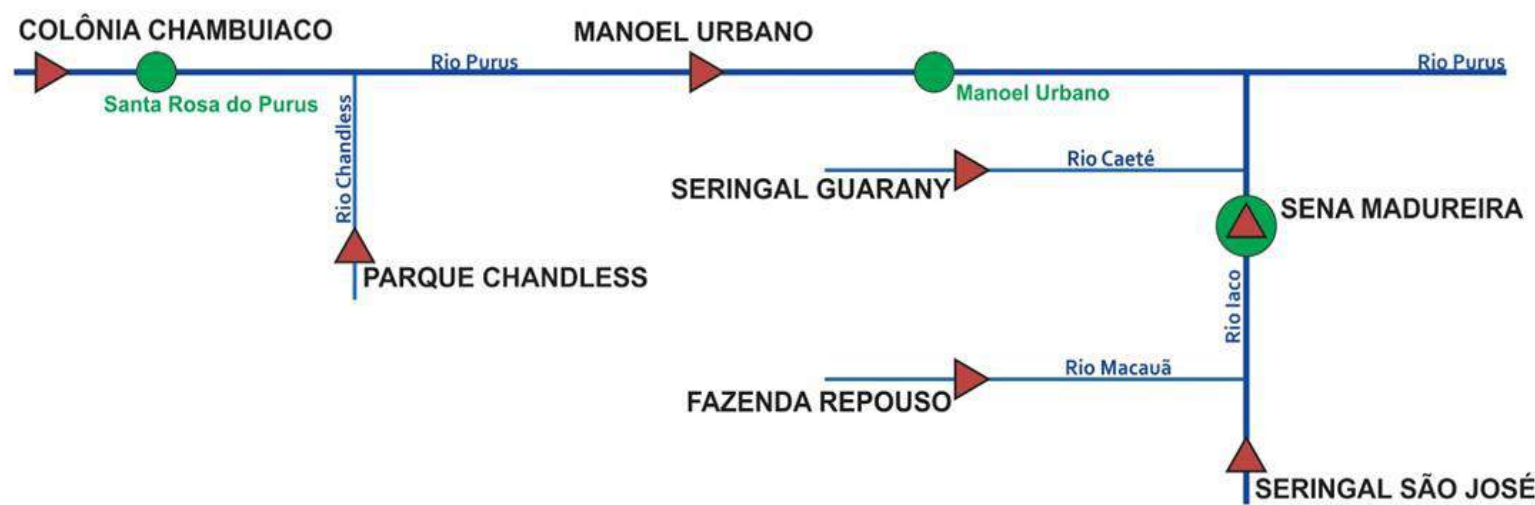 COLÔNIA CHAMBUIACO
MANOEL URBANO
Rio Purus
Rio Purus
Santa Rosa do Purus
Manoel Urbano
Rio Chandless
Rio Caeté
SERINGAL GUARANY
SENA MADUREIRA
PARQUE CHANDLESS
Rio Iaco
Rio Macauã
FAZENDA REPOUSO
SERINGAL SÃO JOSÉ